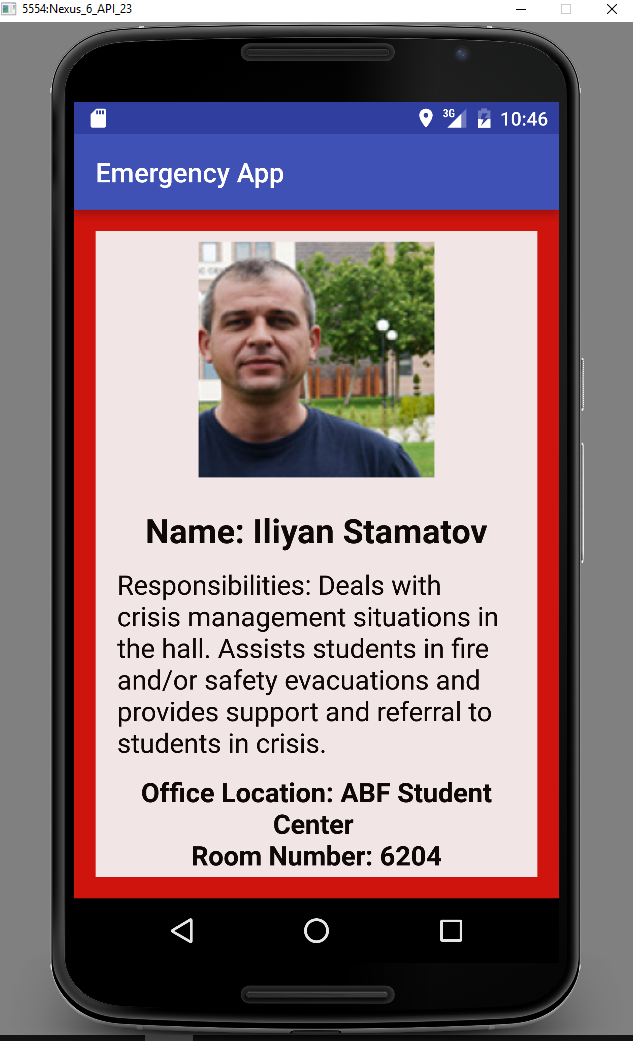 5554:Nexus_6_API_23
3G 10:46
Emergency App
Name: Iliyan Stamatov
Responsibilities: Deals with
crisis management situations in
the hall. Assists students in fire
and/or safety evacuations and
provides support and referral to
students in crisis.
Office Location: ABF Student
Center
Room Number: 6204